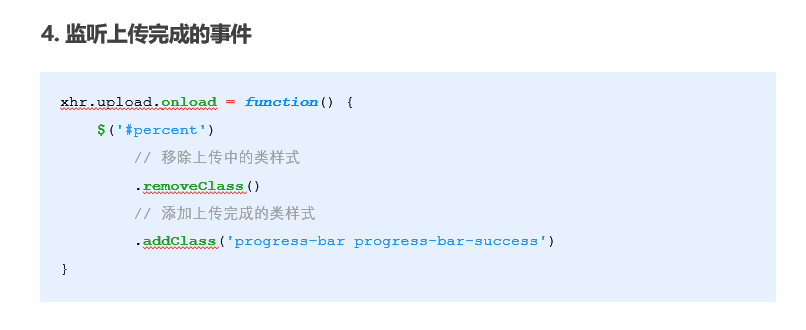 4. 监听上传完成的事件
xhr.upload.onload = function() {
    $('#percent')
        // 移除上传中的类样式
        .removeClass()
        // 添加上传完成的类样式
        .addClass('progress-bar progress-bar-success')
}